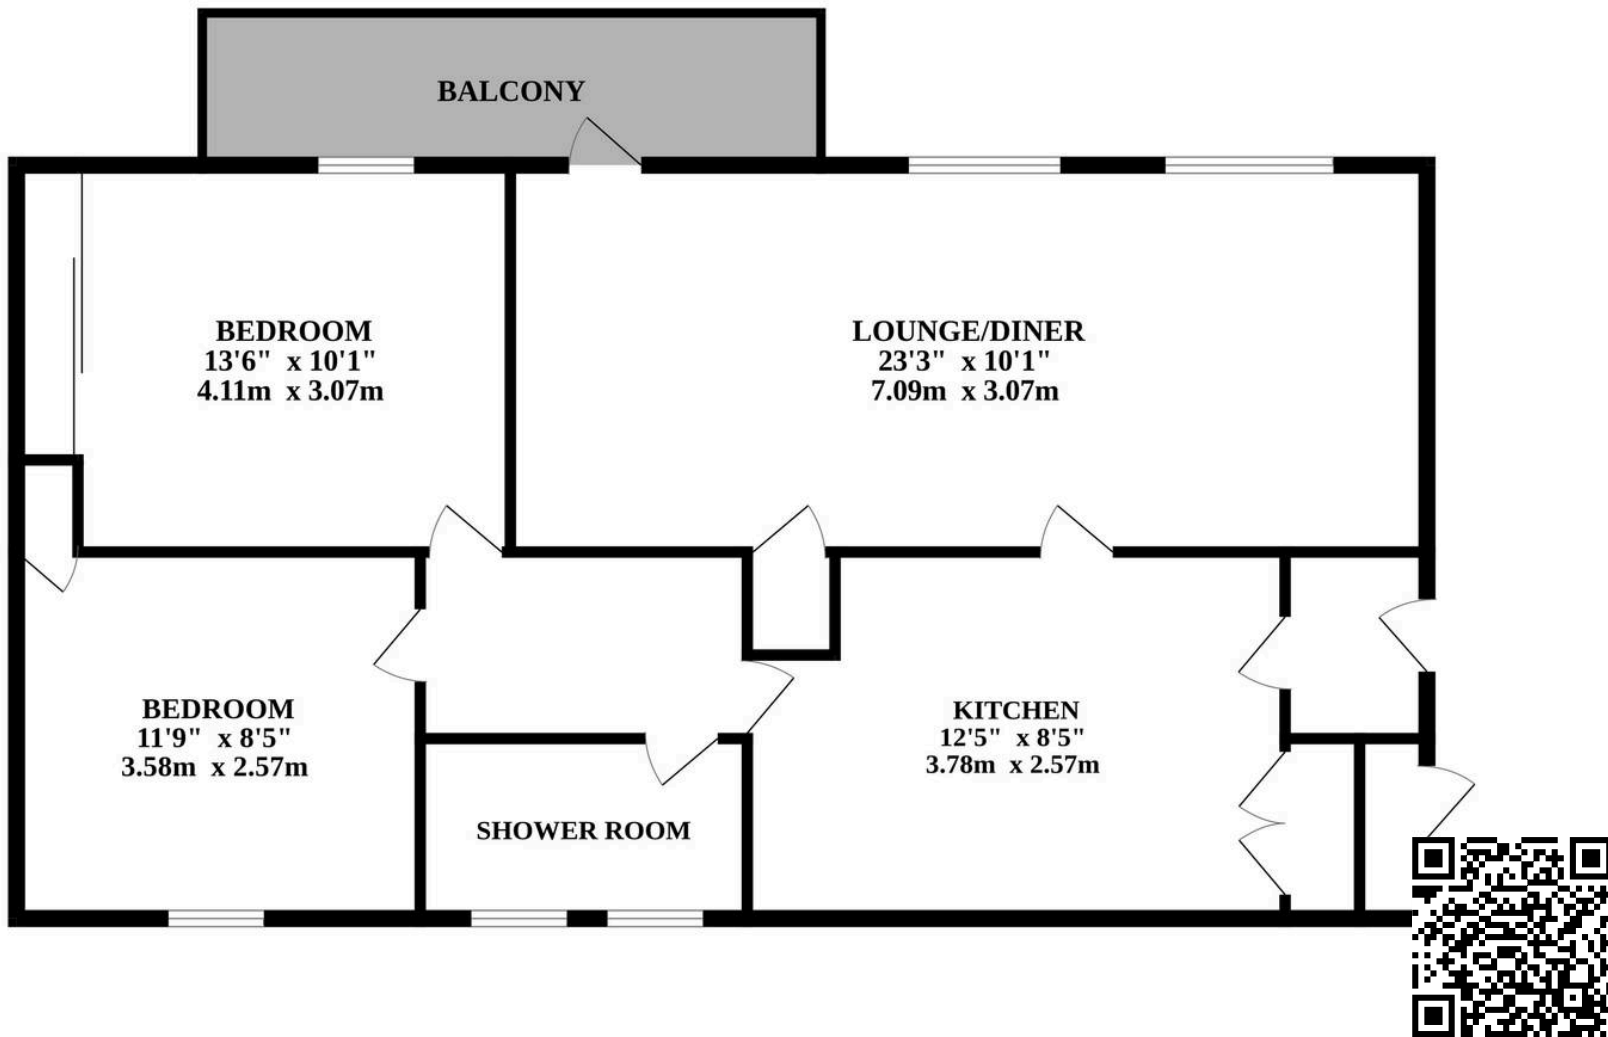 BALCONY
BEDROOM
13'6" x 10'1"
4.11m x 3.07m
LOUNGE/DINER
23'3" x 10'1"
7.09m x 3.07m
BEDROOM
11'9" x 8'5"
3.58m x 2.57m
KITCHEN
12'5" x 8'5"
3.78m x 2.57m
SHOWER ROOM